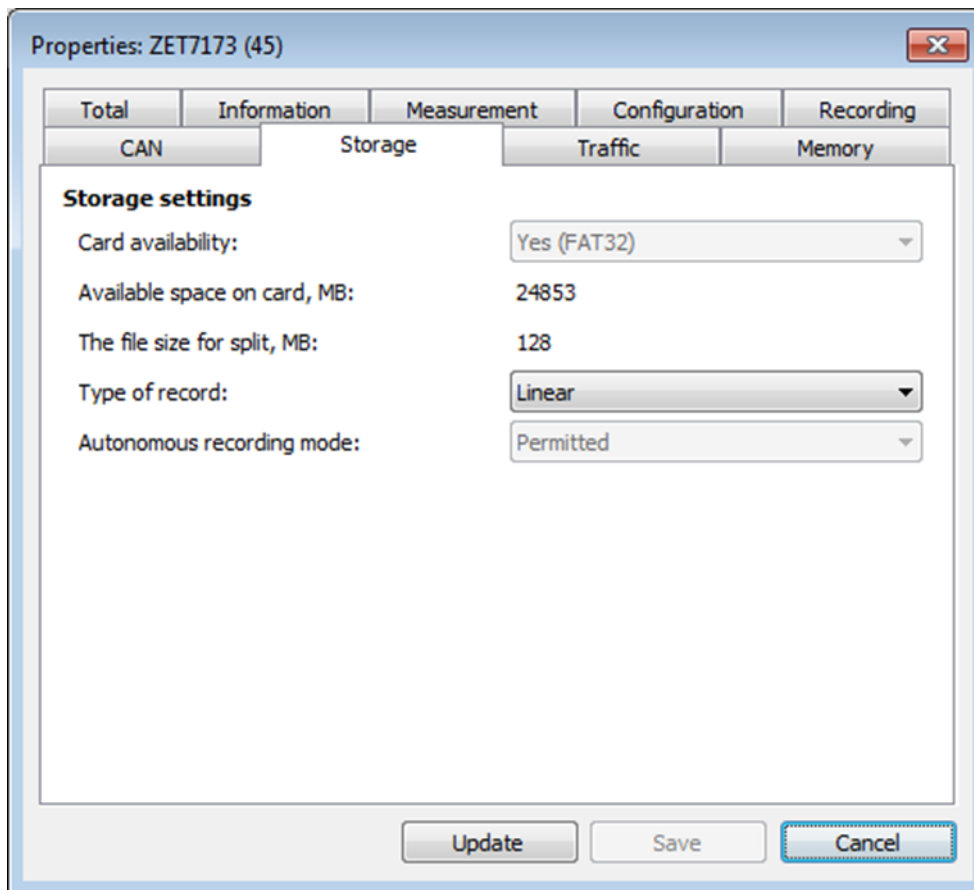 Properties: ZET7173 (45)
Total Information Measurement Configuration Recording
CAN Storage Traffic Memory
Storage settings
Card availability: Yes (FAT32)
Available space on card, MB: 24853
The file size for split, MB: 128
Type of record: Linear
Autonomous recording mode: Permitted
Update Save Cancel